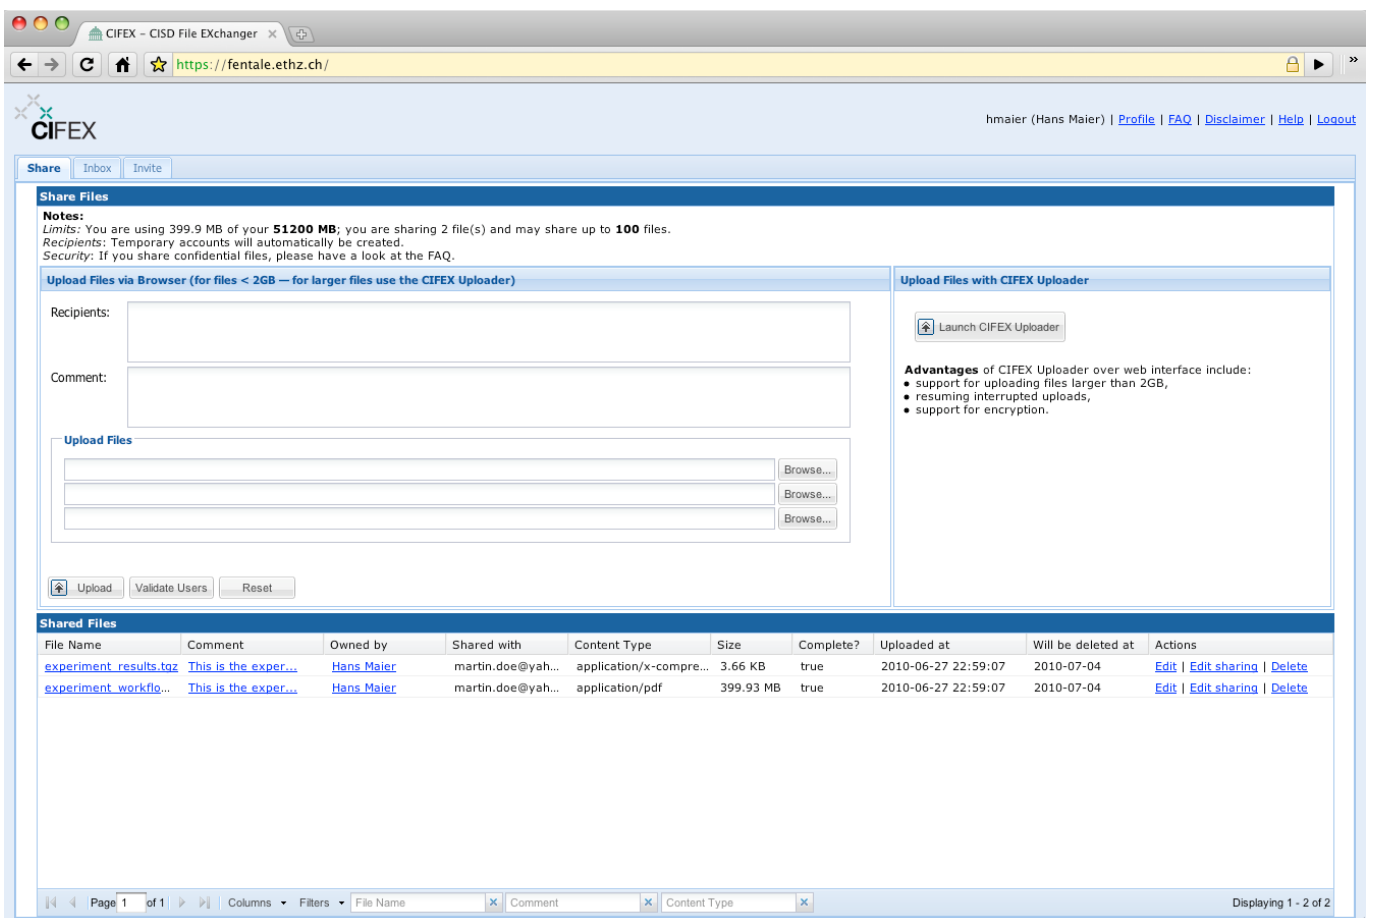 CIFEX – CISD File EXchanger
https://fentale.ethz.ch/
CIFEX
hmaier (Hans Maier) | Profile | FAQ | Disclaimer | Help | Logout
Share Inbox Invite
Share Files
Notes:
Limits: You are using 399.9 MB of your 51200 MB; you are sharing 2 file(s) and may share up to 100 files.
Recipients: Temporary accounts will automatically be created.
Security: If you share confidential files, please have a look at the FAQ.
Upload Files via Browser (for files < 2GB — for larger files use the CIFEX Uploader)
Recipients:
Comment:
Upload Files
Browse...
Browse...
Browse...
Upload Validate Users Reset
Upload Files with CIFEX Uploader
Launch CIFEX Uploader
Advantages of CIFEX Uploader over web interface include:
• support for uploading files larger than 2GB,
• resuming interrupted uploads,
• support for encryption.
Shared Files
File Name Comment Owned by Shared with Content Type Size Complete? Uploaded at Will be deleted at Actions
experiment_results.tgz This is the exper... Hans Maier martin.doe@yah... application/x-compre... 3.66 KB true 2010-06-27 22:59:07 2010-07-04 Edit | Edit sharing | Delete
experiment_workflo... This is the exper... Hans Maier martin.doe@yah... application/pdf 399.93 MB true 2010-06-27 22:59:07 2010-07-04 Edit | Edit sharing | Delete
Page 1 of 1 Columns Filters File Name Comment Content Type Displaying 1 - 2 of 2